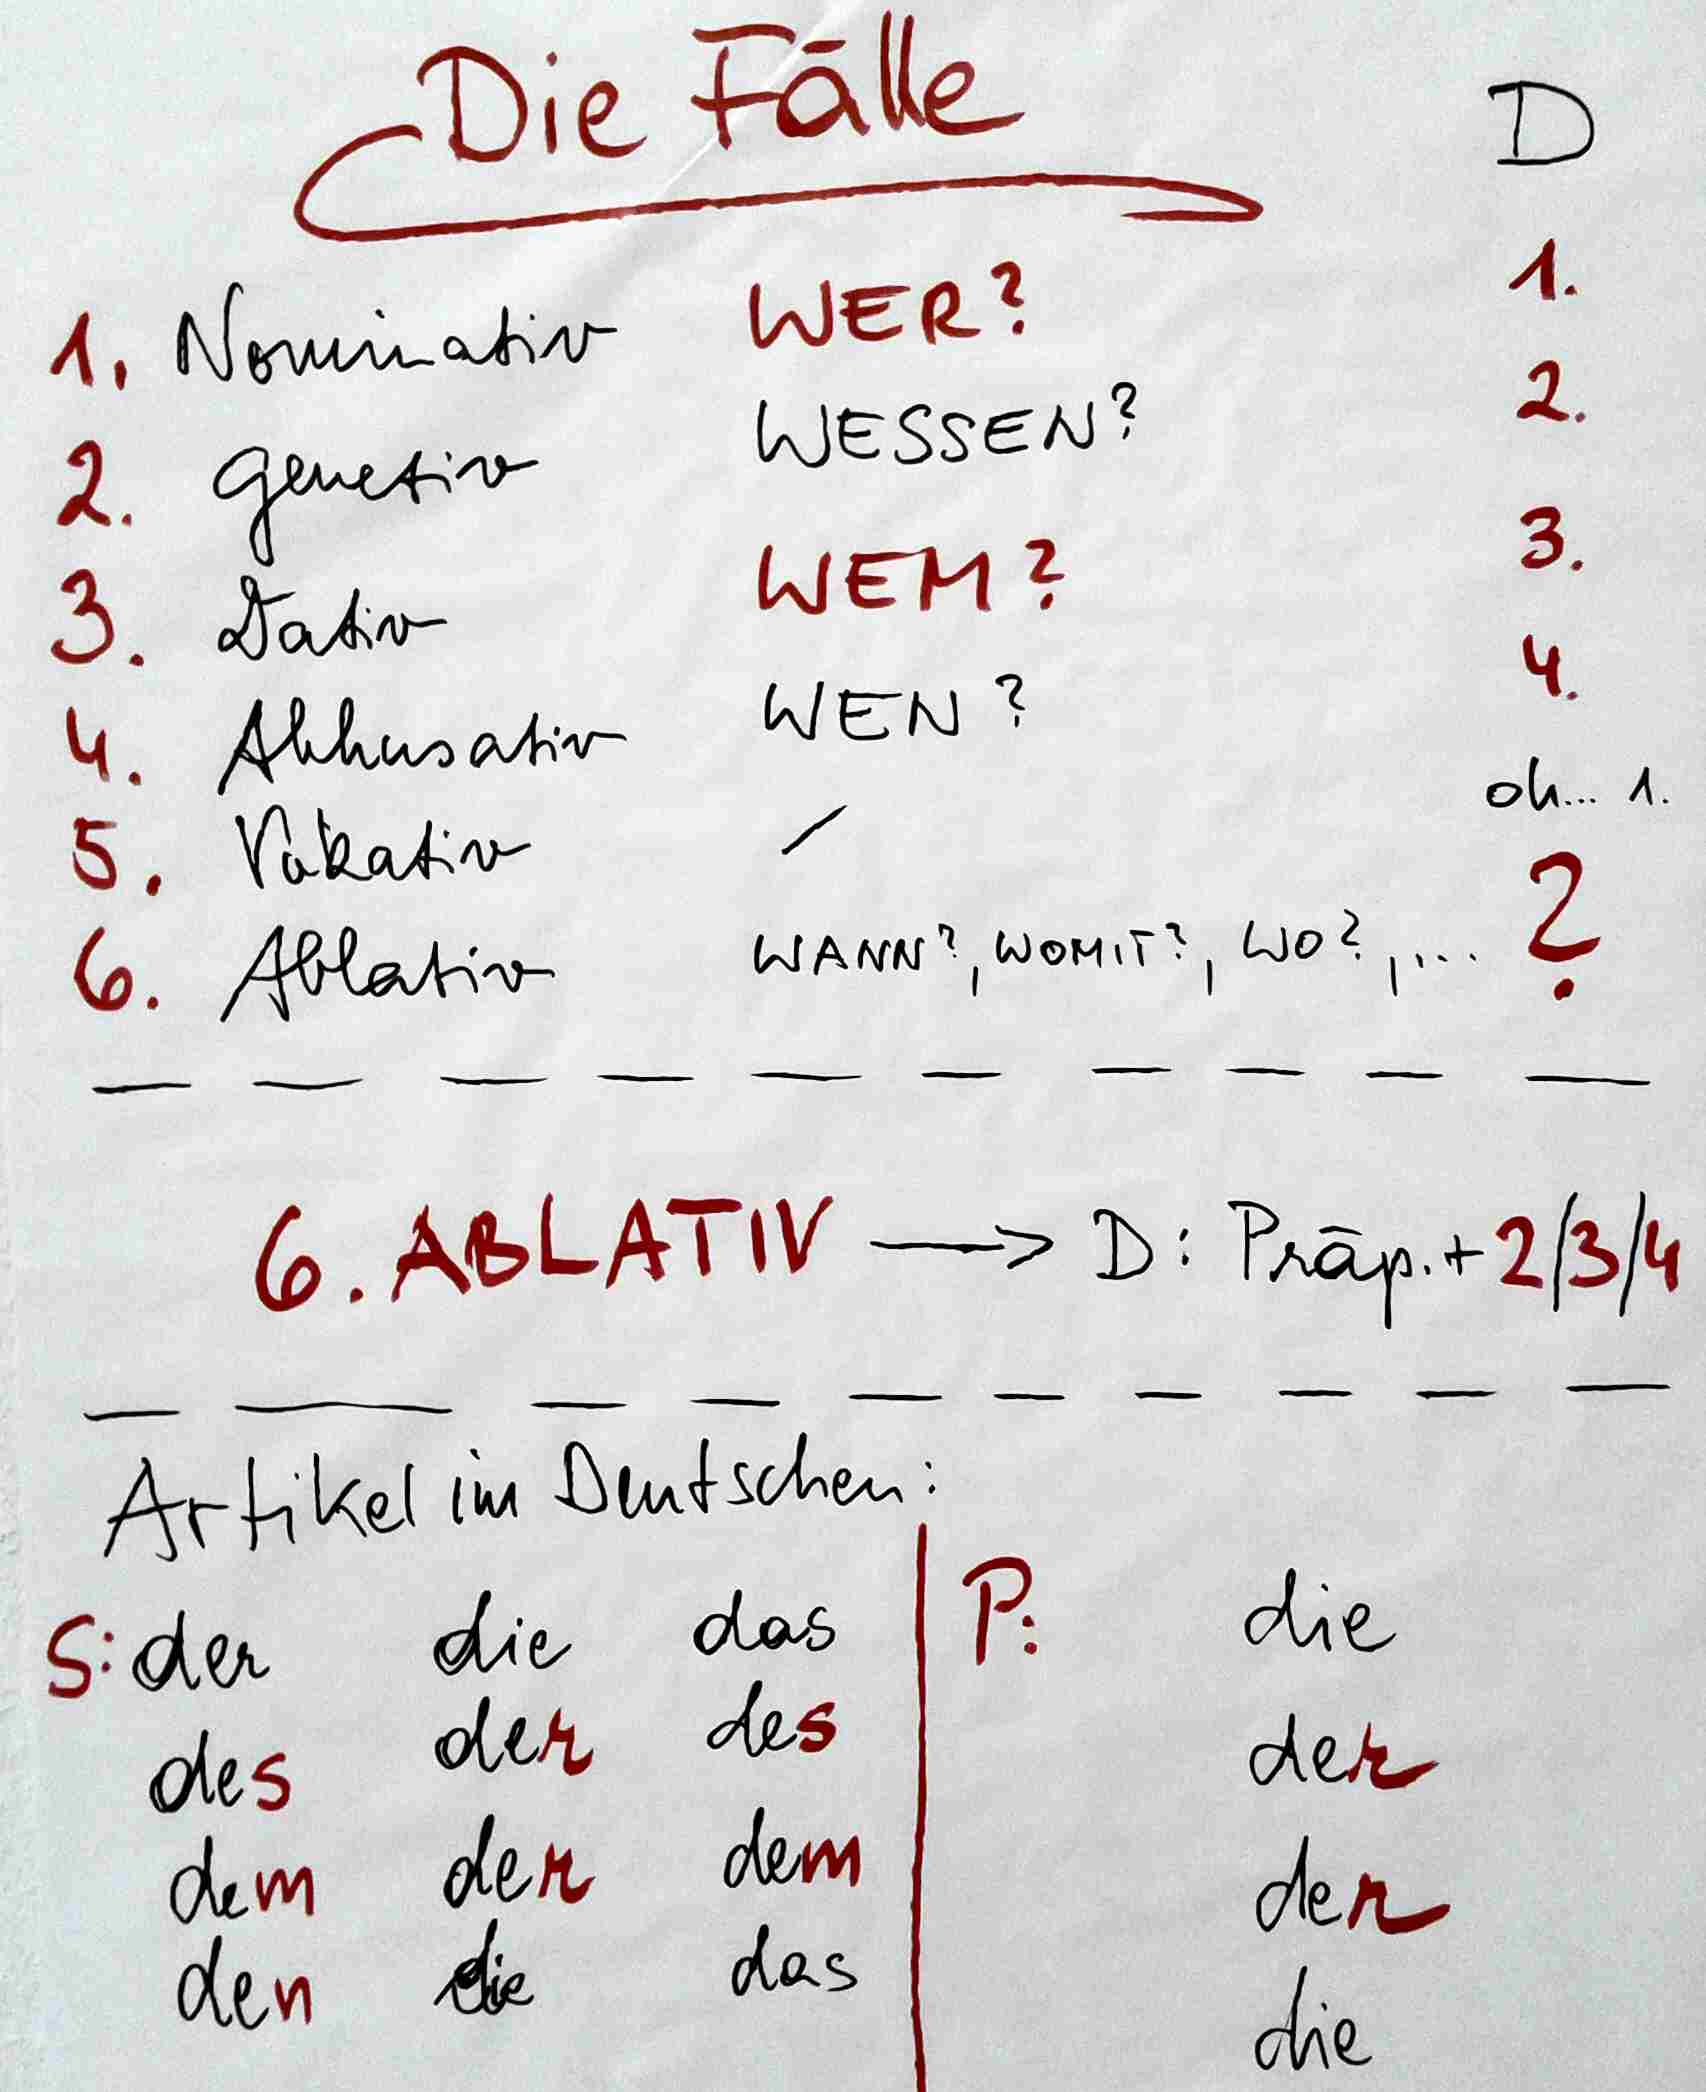 Die Fälle D
1. Nominativ WER? 1.
2. Genetiv WESSEN? 2.
3. Dativ WEM? 3.
4. Akkusativ WEN? 4.
5. Vokativ / oh... 1.
6. Ablativ WANN?, WOMIT?, WO?, ... ?
6. ABLATIV → D: Präp. + 2/3/4
Artikel im Deutschen:
S: der die das P: die
des der des der
dem der dem der
den die das die